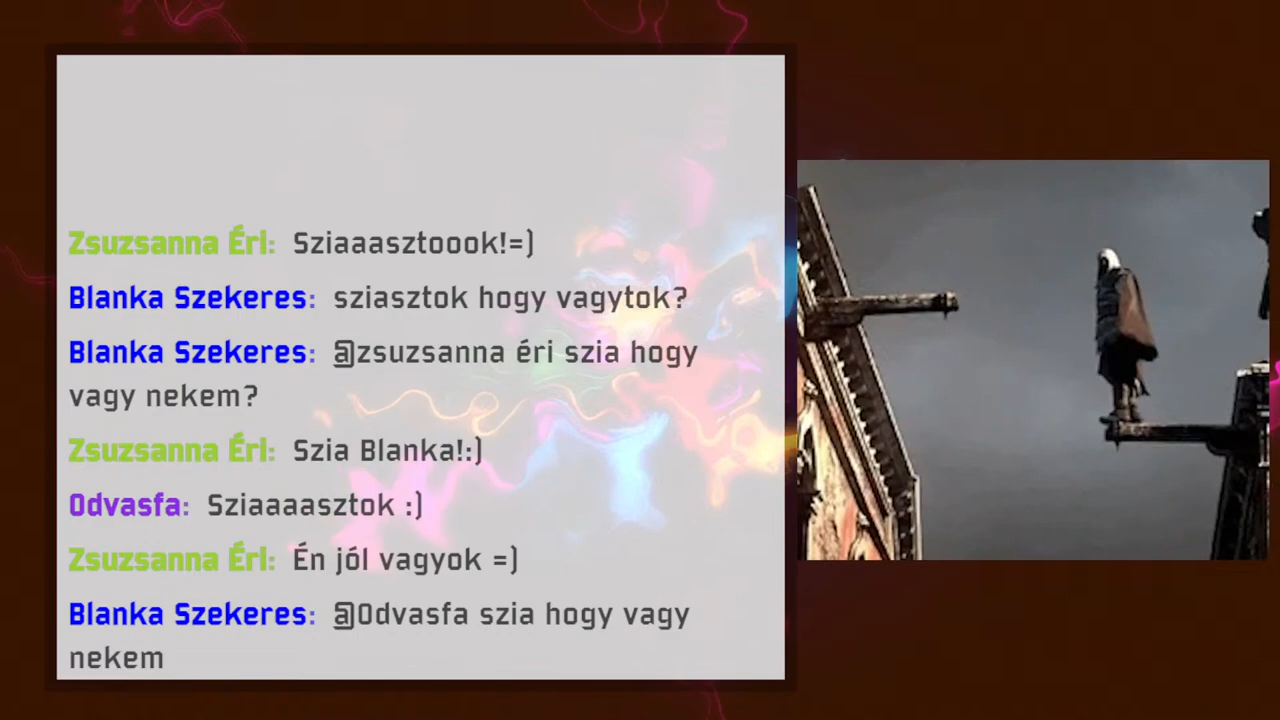 Zsuzsanna Éri: Sziaaasztoook!=)
Blanka Szekeres: sziasztok hogy vagytok?
Blanka Szekeres: @zsuzsanna éri szia hogy
vagy nekem?
Zsuzsanna Éri: Szia Blanka!:)
Odvasfa: Sziaaaasztok :)
Zsuzsanna Éri: Én jól vagyok =)
Blanka Szekeres: @Odvasfa szia hogy vagy
nekem